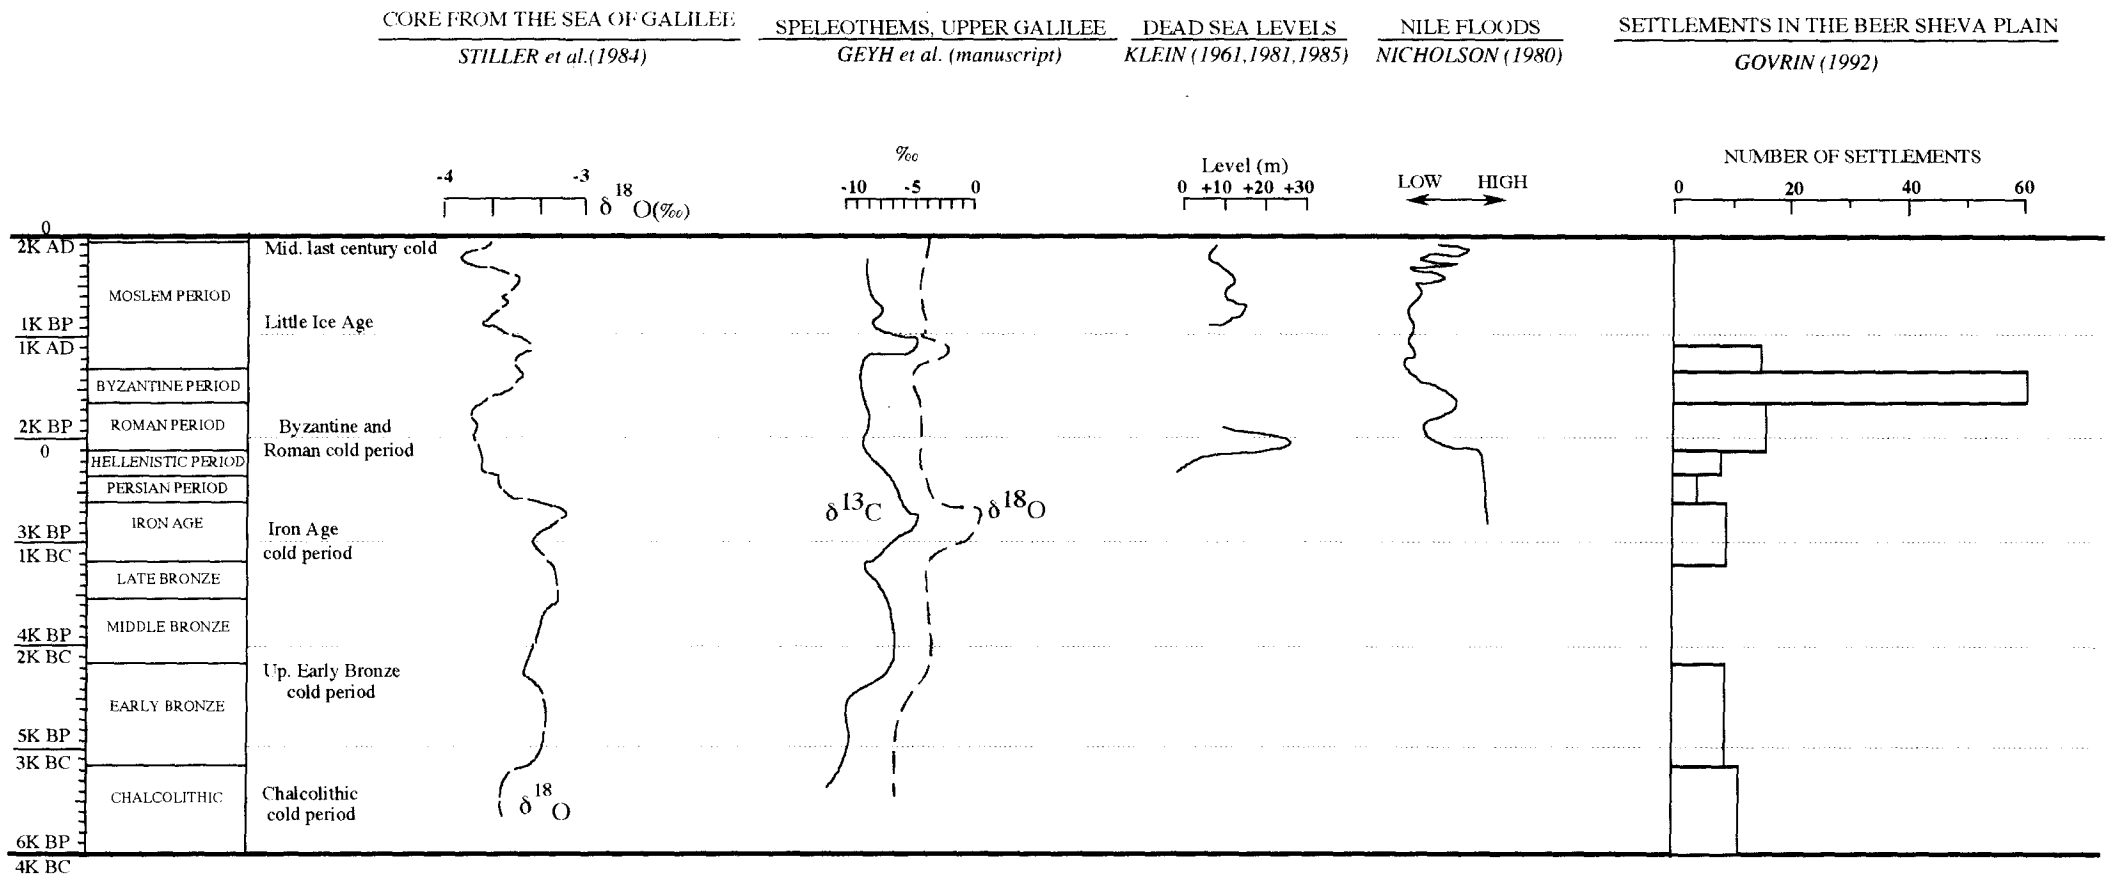 CORE FROM THE SEA OF GALILEE
STILLER et al.(1984)
SPELEOTHEMS, UPPER GALILEE
GEYH et al. (manuscript)
DEAD SEA LEVELS
KLEIN (1961,1981,1985)
NILE FLOODS
NICHOLSON (1980)
SETTLEMENTS IN THE BEER SHEVA PLAIN
GOVRIN (1992)
-4 -3
δ18O(‰)
‰
-10 -5 0
Level (m)
0 +10 +20 +30
LOW HIGH
NUMBER OF SETTLEMENTS
0 20 40 60
0
2K AD
1K BP
1K AD
2K BP
0
3K BP
1K BC
4K BP
2K BC
5K BP
3K BC
6K BP
4K BC
MOSLEM PERIOD
BYZANTINE PERIOD
ROMAN PERIOD
HELLENISTIC PERIOD
PERSIAN PERIOD
IRON AGE
LATE BRONZE
MIDDLE BRONZE
EARLY BRONZE
CHALCOLITHIC
Mid. last century cold
Little Ice Age
Byzantine and
Roman cold period
Iron Age
cold period
Up. Early Bronze
cold period
Chalcolithic
cold period
δ18O
δ13C
δ18O